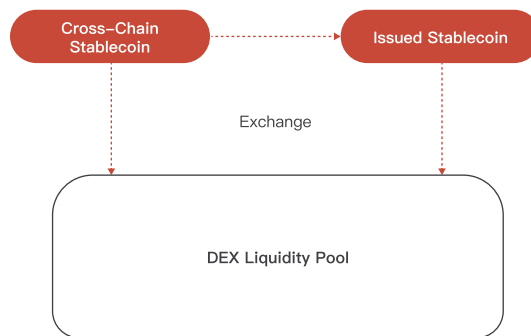 Cross-Chain
Stablecoin
Issued Stablecoin
Exchange
DEX Liquidity Pool